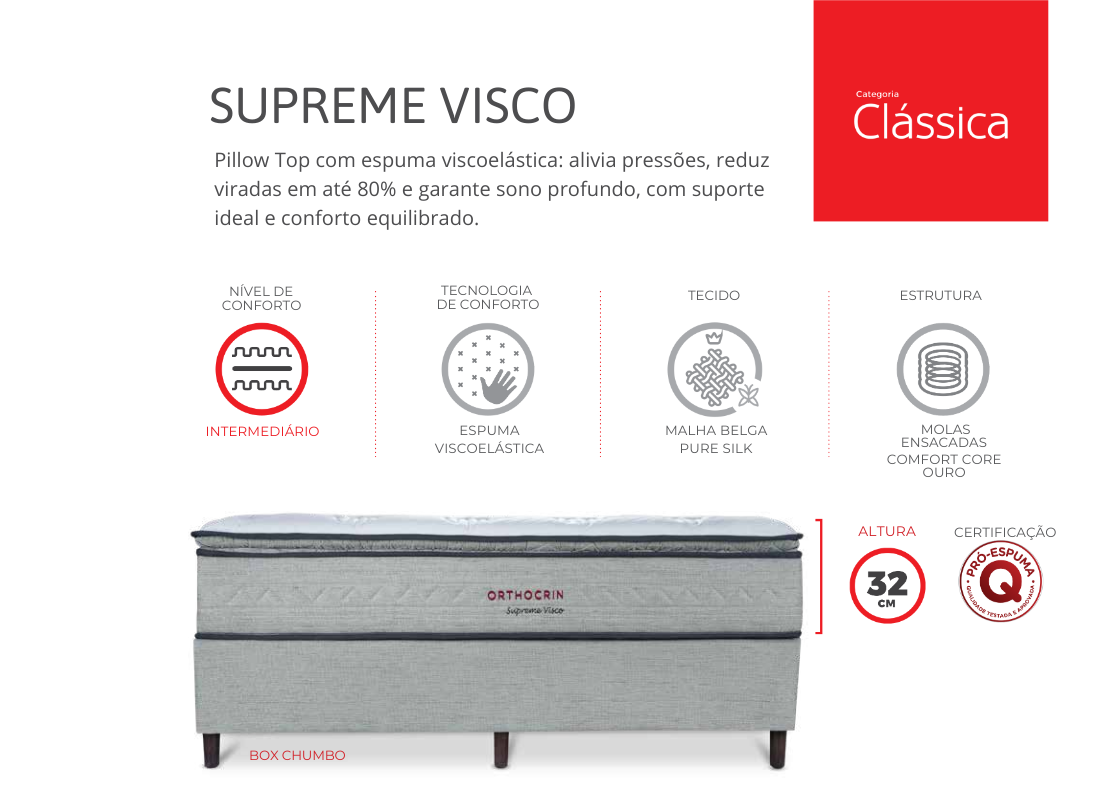 SUPREME VISCO
Categoria
Clássica
Pillow Top com espuma viscoelástica: alivia pressões, reduz
viradas em até 80% e garante sono profundo, com suporte
ideal e conforto equilibrado.
NÍVEL DE
CONFORTO
INTERMEDIÁRIO
TECNOLOGIA
DE CONFORTO
ESPUMA
VISCOELÁSTICA
TECIDO
MALHA BELGA
PURE SILK
ESTRUTURA
MOLAS
ENSACADAS
COMFORT CORE
OURO
ORTHOCRIN
Supreme Visco
ALTURA
32
CM
CERTIFICAÇÃO
PRÓ-ESPUMA
Q
QUALIDADE TESTADA E APROVADA
BOX CHUMBO